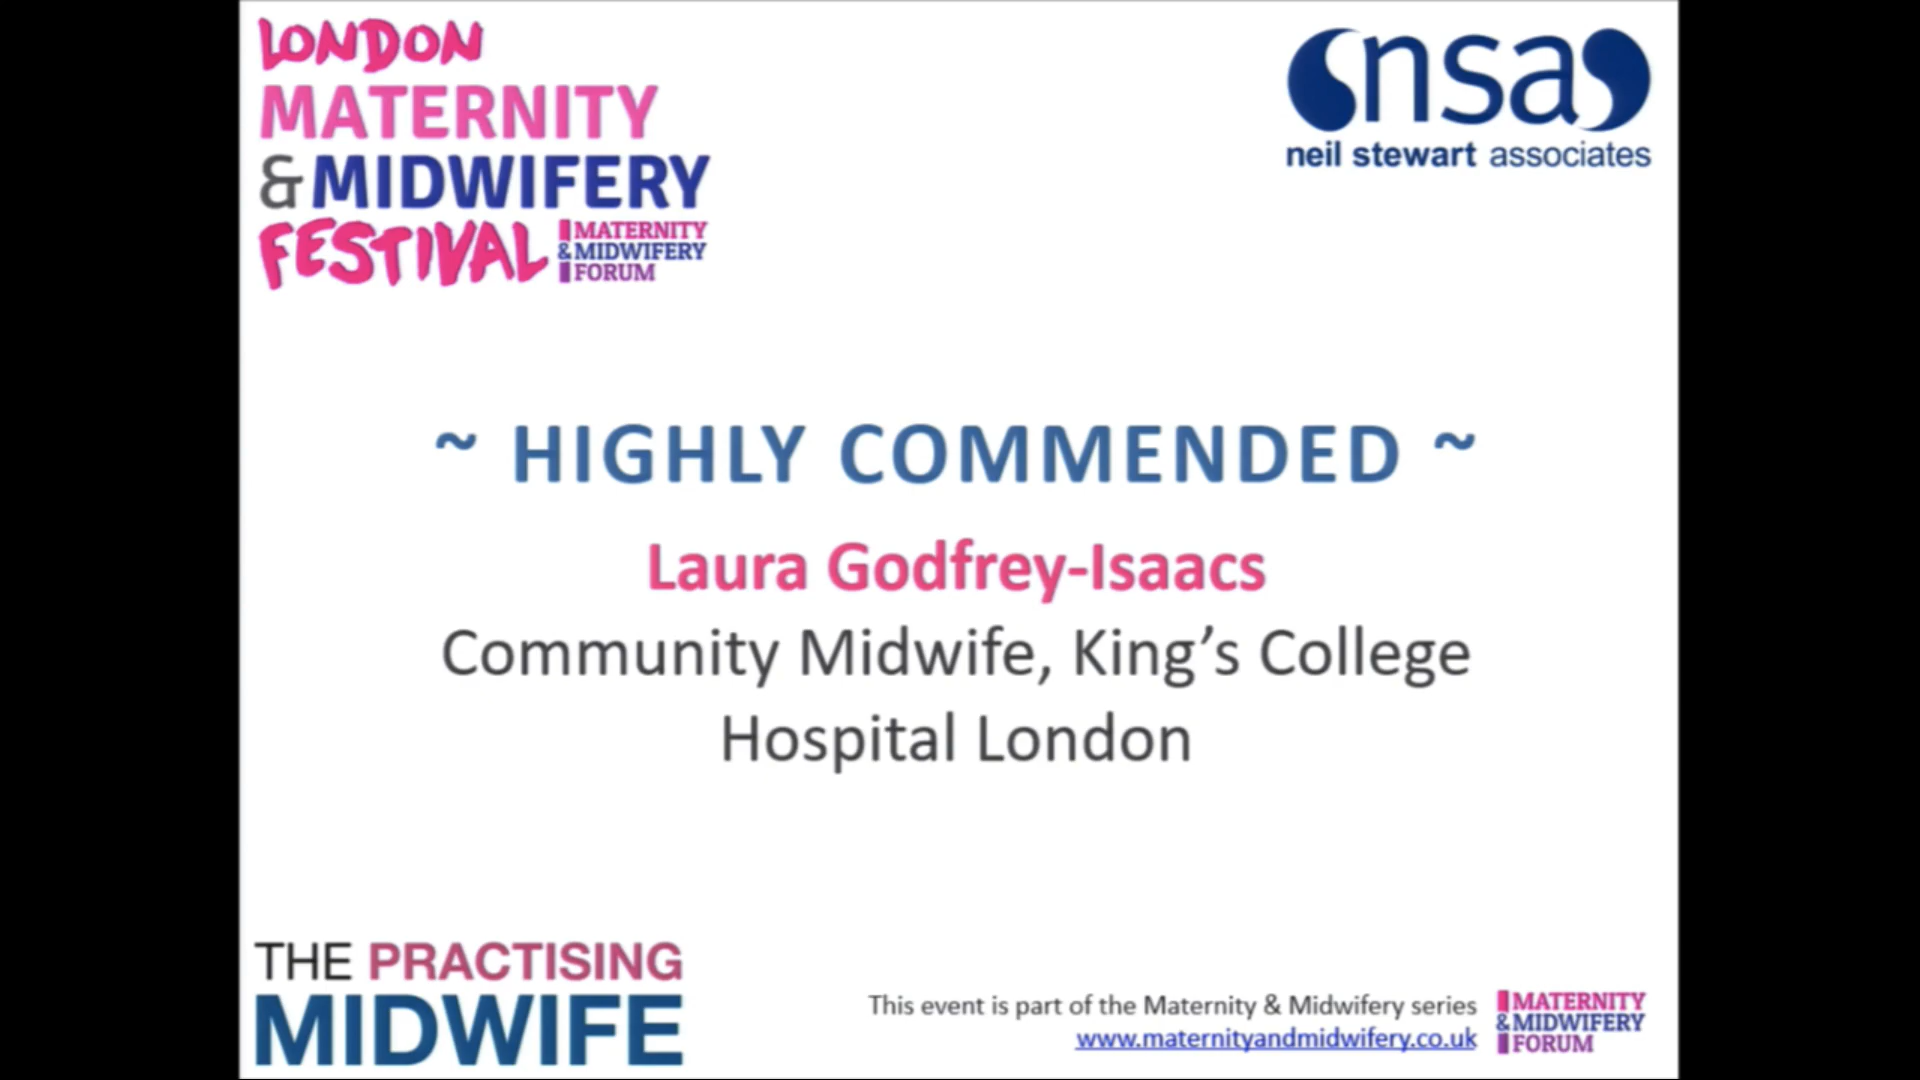 LONDON
MATERNITY
& MIDWIFERY
FESTIVAL
MATERNITY
& MIDWIFERY
FORUM
nsa
neil stewart associates
~ HIGHLY COMMENDED ~
Laura Godfrey-Isaacs
Community Midwife, King’s College
Hospital London
THE PRACTISING
MIDWIFE
This event is part of the Maternity & Midwifery series
www.maternityandmidwifery.co.uk
MATERNITY
& MIDWIFERY
FORUM